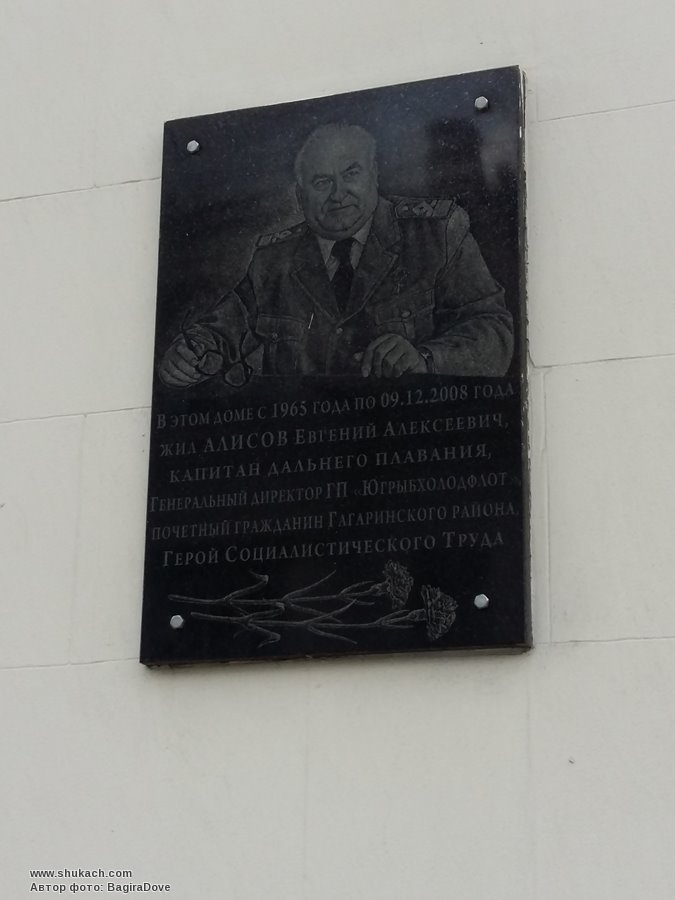 В ЭТОМ ДОМЕ С 1965 ГОДА ПО 09.12.2008 ГОДА
ЖИЛ АЛИСОВ ЕВГЕНИЙ АЛЕКСЕЕВИЧ,
КАПИТАН ДАЛЬНЕГО ПЛАВАНИЯ,
ГЕНЕРАЛЬНЫЙ ДИРЕКТОР ГП «ЮГРЫБХОЛОДФЛОТ»,
ПОЧЕТНЫЙ ГРАЖДАНИН ГАГАРИНСКОГО РАЙОНА,
ГЕРОЙ СОЦИАЛИСТИЧЕСКОГО ТРУДА
www.shukach.com
Автор фото: BagiraDove